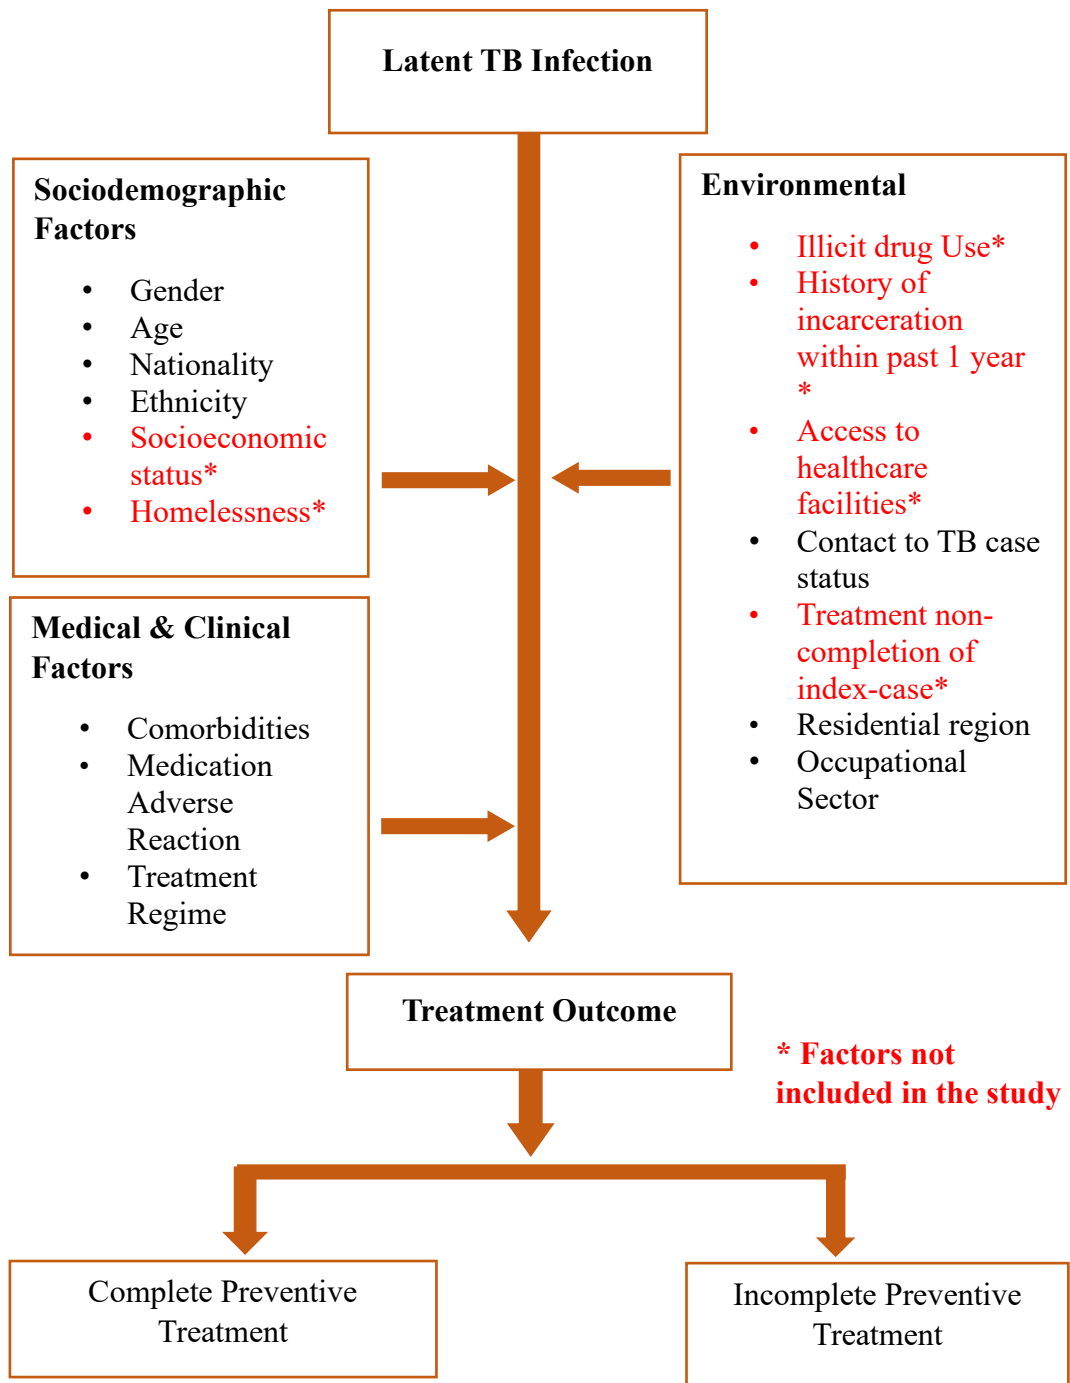 Latent TB Infection
Sociodemographic
Factors
• Gender
• Age
• Nationality
• Ethnicity
• Socioeconomic
status*
• Homelessness*
Environmental
• Illicit drug Use*
• History of
incarceration
within past 1 year
*
• Access to
healthcare
facilities*
• Contact to TB case
status
• Treatment non-
completion of
index-case*
• Residential region
• Occupational
Sector
Medical & Clinical
Factors
• Comorbidities
• Medication
Adverse
Reaction
• Treatment
Regime
Treatment Outcome
* Factors not
included in the study
Complete Preventive
Treatment
Incomplete Preventive
Treatment